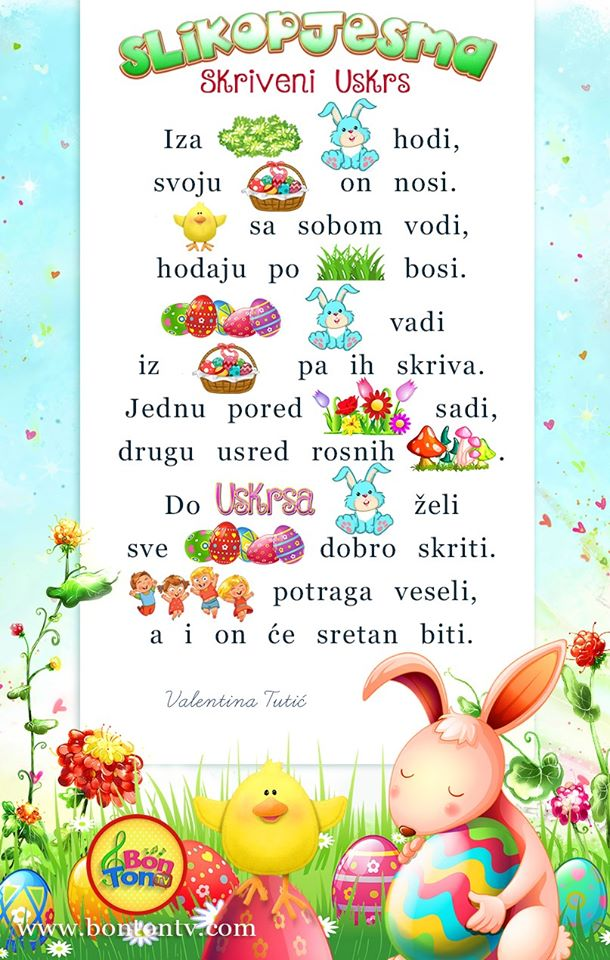 SLIKOPJESMA
Skriveni Uskrs
Iza hodi,
svoju on nosi.
sa sobom vodi,
hodaju po bosi.
vadi
iz pa ih skriva.
Jednu pored sadi,
drugu usred rosnih .
Do Uskrsa želi
sve dobro skriti.
potraga veseli,
a i on će sretan biti.
Valentina Tutić
Bon
Ton TV
www.bontontv.com